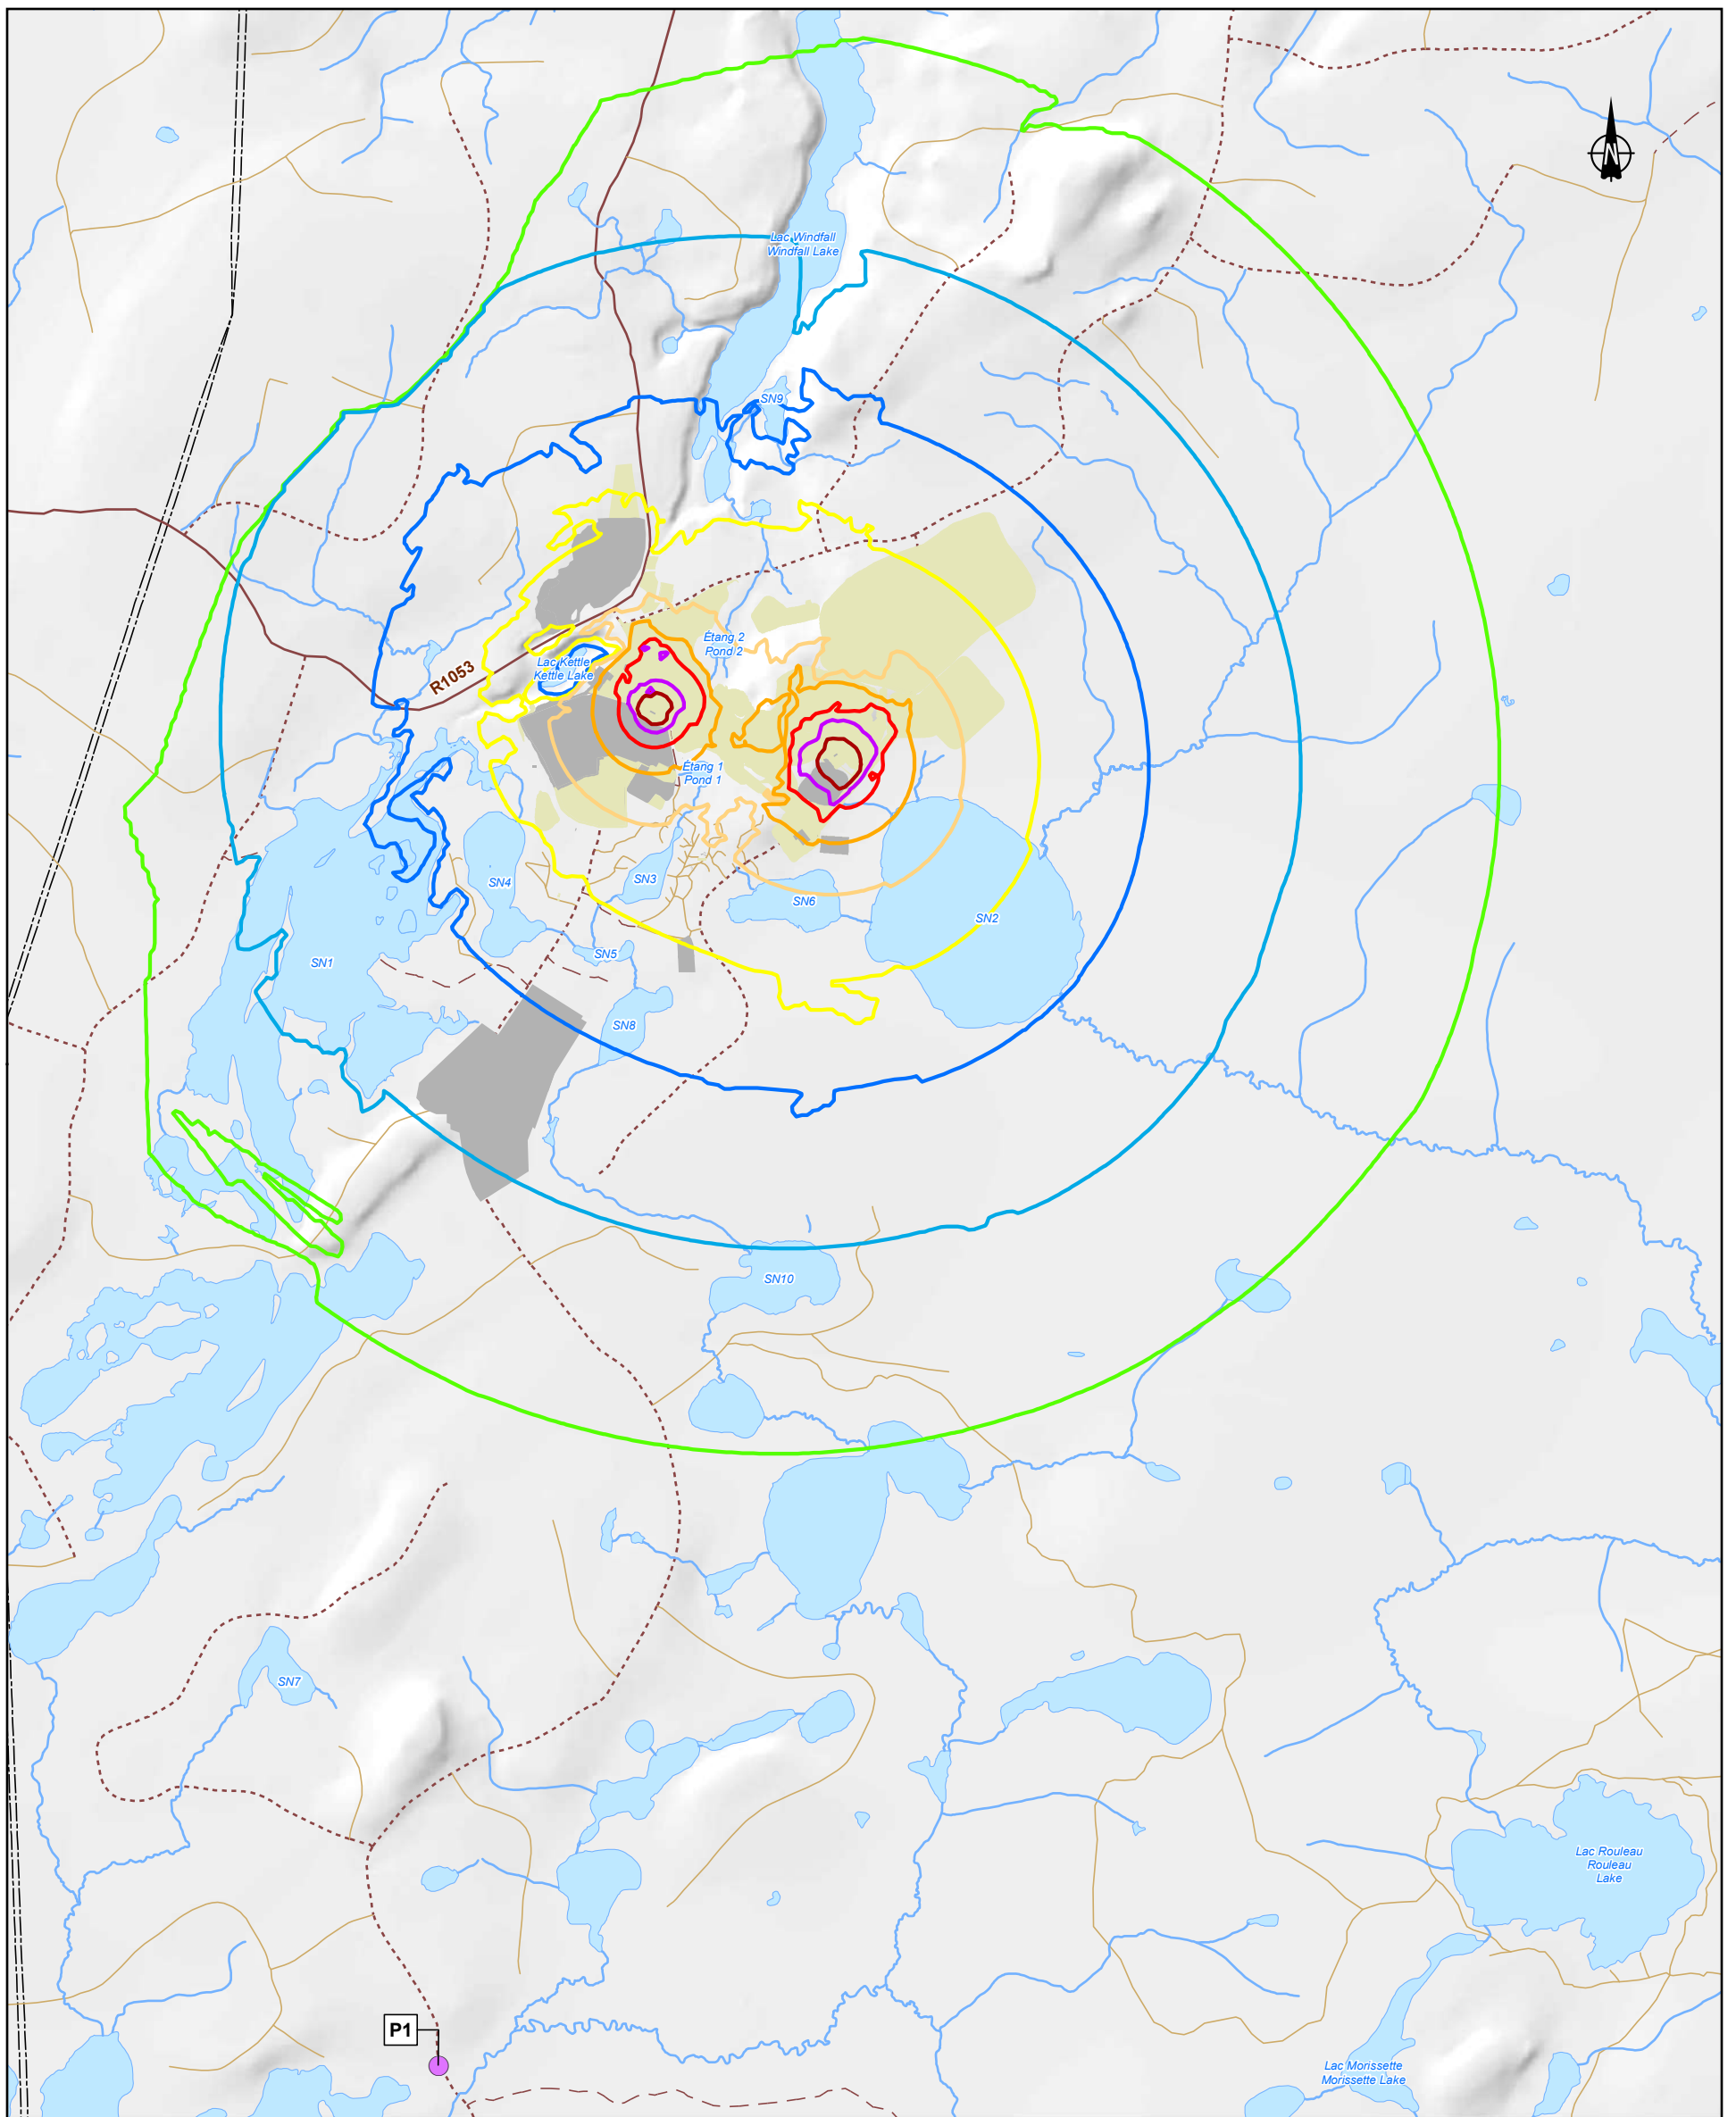 N
Lac Windfall
Windfall Lake
SN9
Étang 2
Pond 2
Lac Kettle
Kettle Lake
R1053
Étang 1
Pond 1
SN4
SN3
SN6
SN2
SN5
SN1
SN8
SN10
SN7
Lac Rouleau
Rouleau
Lake
P1
Lac Morissette
Morissette Lake